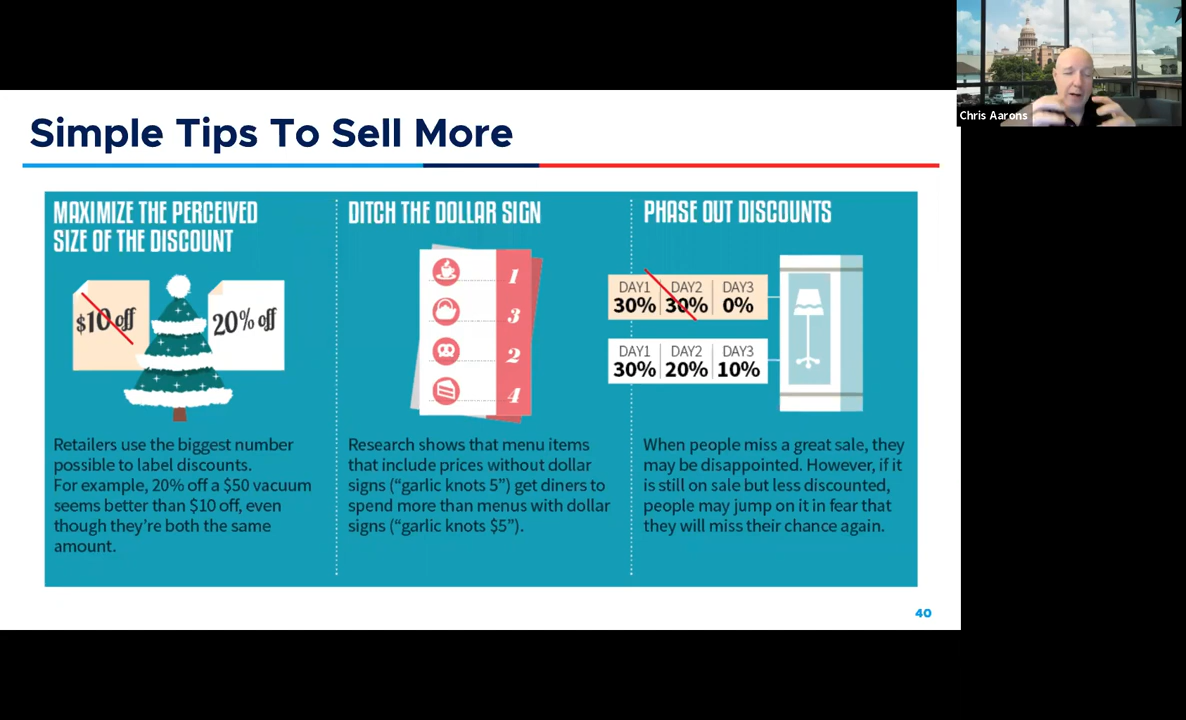 Chris Aarons
Simple Tips To Sell More
MAXIMIZE THE PERCEIVED
SIZE OF THE DISCOUNT
$10 off
20% off
Retailers use the biggest number
possible to label discounts.
For example, 20% off a $50 vacuum
seems better than $10 off, even
though they're both the same
amount.
DITCH THE DOLLAR SIGN
1
3
2
4
Research shows that menu items
that include prices without dollar
signs ("garlic knots 5") get diners to
spend more than menus with dollar
signs ("garlic knots $5").
PHASE OUT DISCOUNTS
DAY1 DAY2 DAY3
30% 30% 0%
DAY1 DAY2 DAY3
30% 20% 10%
When people miss a great sale, they
may be disappointed. However, if it
is still on sale but less discounted,
people may jump on it in fear that
they will miss their chance again.
40